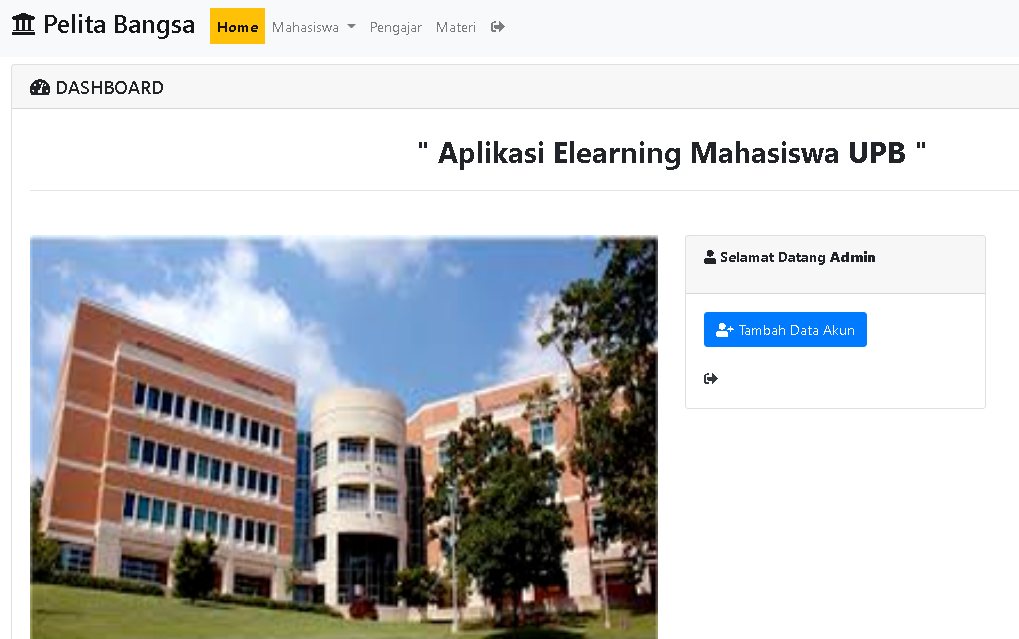 Pelita Bangsa Home Mahasiswa Pengajar Materi
DASHBOARD
" Aplikasi Elearning Mahasiswa UPB "
Selamat Datang Admin
Tambah Data Akun